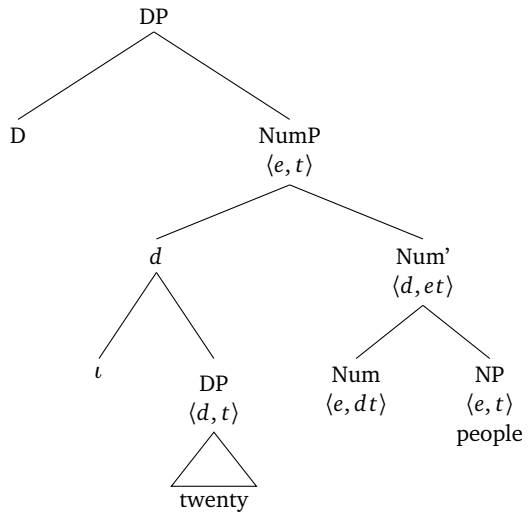 DP
D NumP
⟨e, t⟩
d Num’
⟨d, et⟩
ι DP Num NP
⟨d, t⟩ ⟨e, dt⟩ ⟨e, t⟩
people
twenty